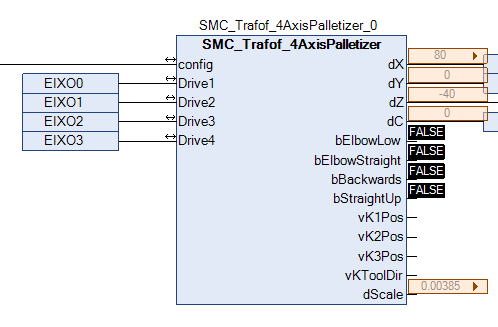 SMC_Trafof_4AxisPalletizer_0
SMC_Trafof_4AxisPalletizer
config dX 80
EIXO0 Drive1 dY 0
EIXO1 Drive2 dZ -40
EIXO2 Drive3 dC 0
EIXO3 Drive4 bElbowLow FALSE
bElbowStraight FALSE
bBackwards FALSE
bStraightUp FALSE
vK1Pos
vK2Pos
vK3Pos
vKToolDir
dScale 0.00385